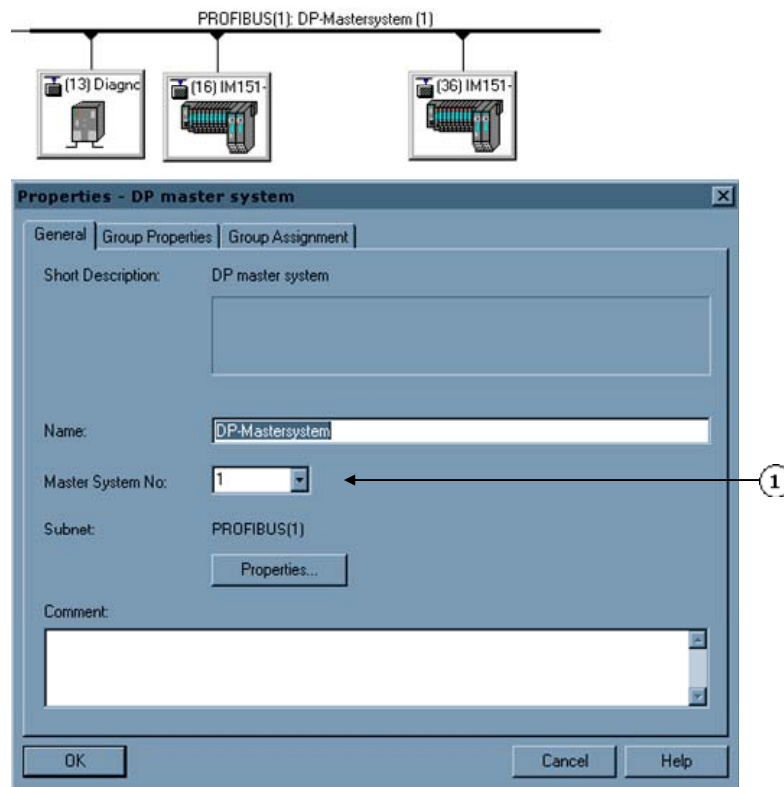 PROFIBUS(1): DP-Mastersystem (1)
(13) Diagnc
(16) IM151-
(36) IM151-
Properties - DP master system
General Group Properties Group Assignment
Short Description: DP master system
Name: DP-Mastersystem
Master System No: 1
1
Subnet: PROFIBUS(1)
Properties...
Comment:
OK Cancel Help